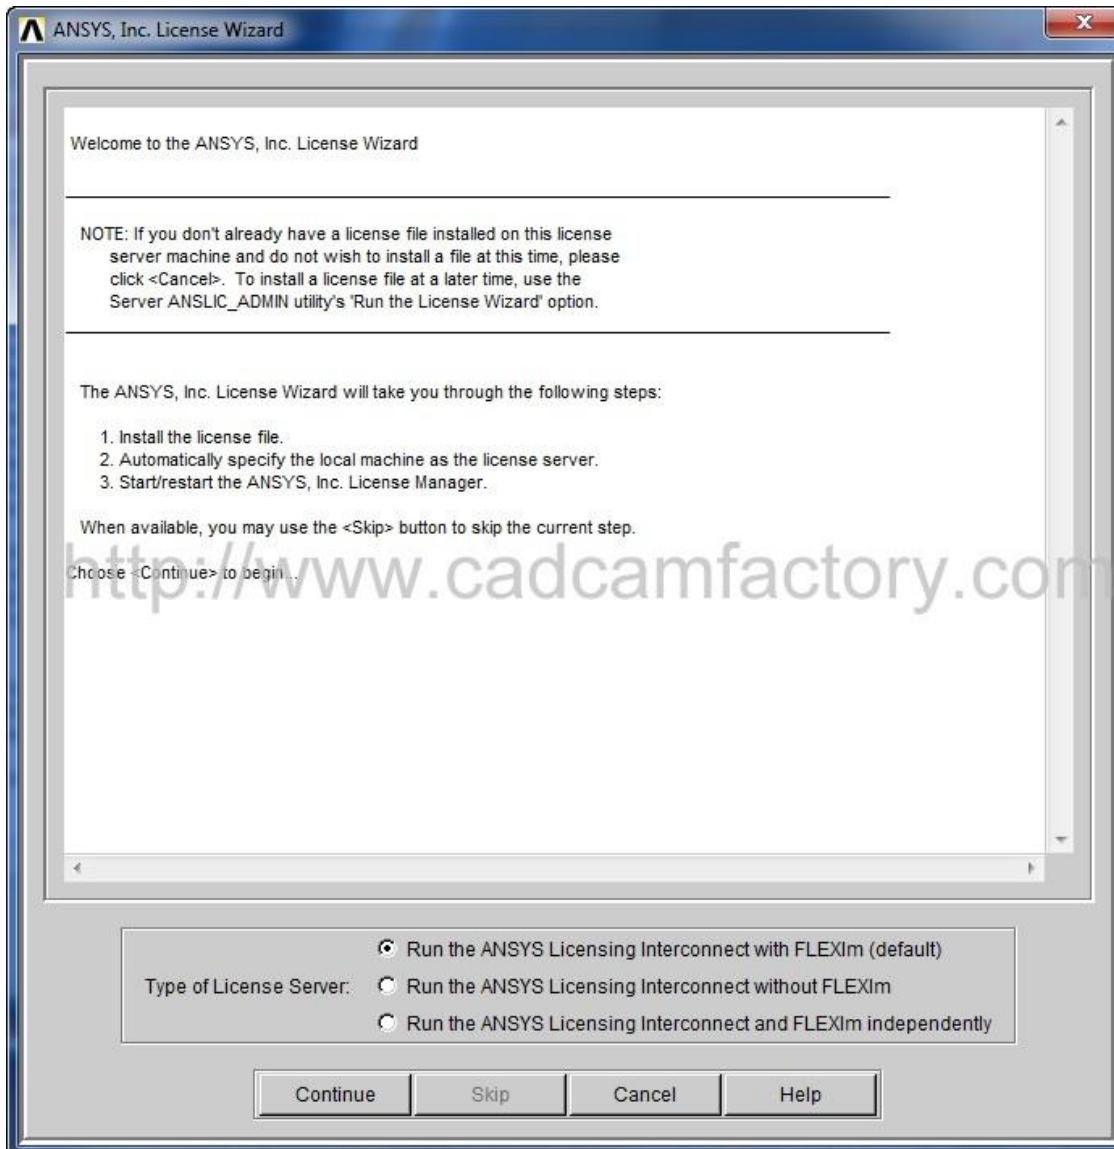 ANSYS, Inc. License Wizard
Welcome to the ANSYS, Inc. License Wizard
NOTE: If you don't already have a license file installed on this license
server machine and do not wish to install a file at this time, please
click <Cancel>. To install a license file at a later time, use the
Server ANSLIC_ADMIN utility's 'Run the License Wizard' option.
The ANSYS, Inc. License Wizard will take you through the following steps:
1. Install the license file.
2. Automatically specify the local machine as the license server.
3. Start/restart the ANSYS, Inc. License Manager.
When available, you may use the <Skip> button to skip the current step.
Choose <Continue> to begin...
http://www.cadcamfactory.com
Type of License Server:
Run the ANSYS Licensing Interconnect with FLEXlm (default)
Run the ANSYS Licensing Interconnect without FLEXlm
Run the ANSYS Licensing Interconnect and FLEXlm independently
Continue Skip Cancel Help